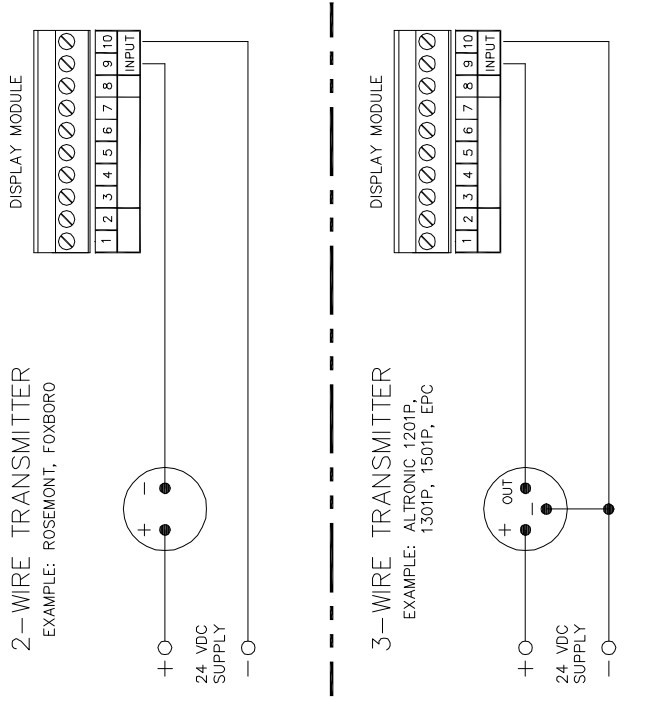 2-WIRE TRANSMITTER
EXAMPLE: ROSEMONT, FOXBORO
DISPLAY MODULE
1 2 3 4 5 6 7 8 9 10
INPUT
+ -
+
24 VDC
SUPPLY
-
3-WIRE TRANSMITTER
EXAMPLE: ALTRONIC 1201P,
1301P, 1501P, EPC
DISPLAY MODULE
1 2 3 4 5 6 7 8 9 10
INPUT
+ OUT
-
+
24 VDC
SUPPLY
-